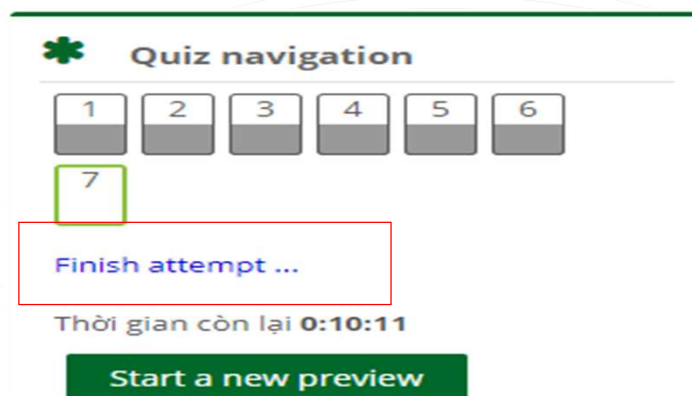 Quiz navigation
1 2 3 4 5 6
7
Finish attempt ...
Thời gian còn lại 0:10:11
Start a new preview